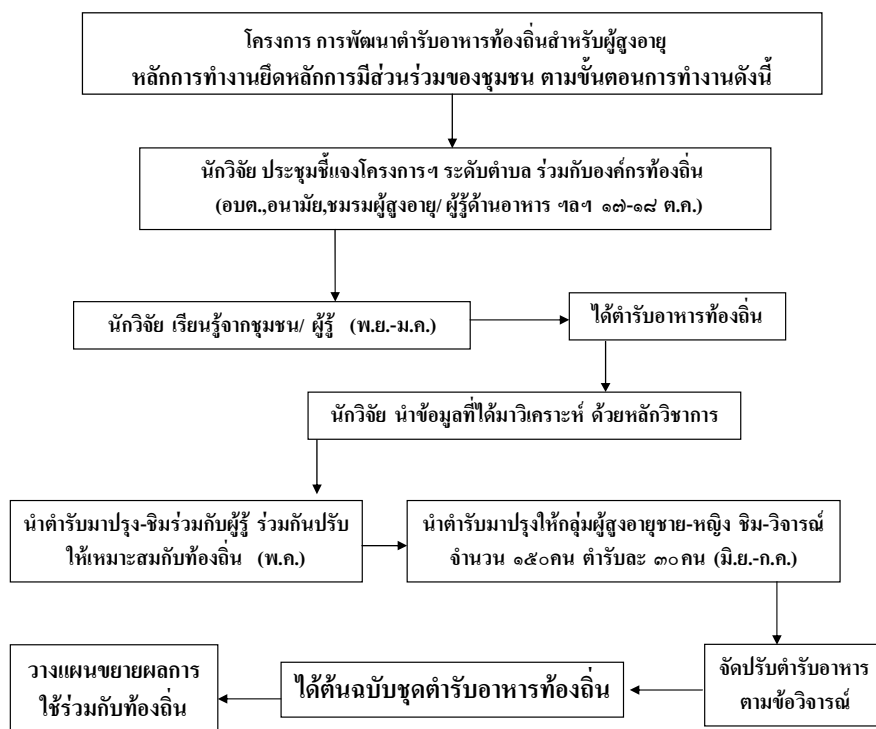 โครงการ การพัฒนาตำรับอาหารท้องถิ่นสำหรับผู้สูงอายุ
หลักการทำงานยึดหลักการมีส่วนร่วมของชุมชน ตามขั้นตอนการทำงานดังนี้
นักวิจัย ประชุมชี้แจงโครงการฯ ระดับตำบล ร่วมกับองค์กรท้องถิ่น
(อบต.,อนามัย,ชมรมผู้สูงอายุ/ ผู้รู้ด้านอาหาร ฯลฯ ๑๗-๑๘ ต.ค.)
นักวิจัย เรียนรู้จากชุมชน/ ผู้รู้ (พ.ย.-ม.ค.)
ได้ตำรับอาหารท้องถิ่น
นักวิจัย นำข้อมูลที่ได้มาวิเคราะห์ ด้วยหลักวิชาการ
นำตำรับมาปรุง-ชิมร่วมกับผู้รู้ ร่วมกันปรับ
ให้เหมาะสมกับท้องถิ่น (พ.ค.)
นำตำรับมาปรุงให้กลุ่มผู้สูงอายุชาย-หญิง ชิม-วิจารณ์
จำนวน ๑๕๐คน ตำรับละ ๓๐คน (มิ.ย.-ก.ค.)
จัดปรับตำรับอาหาร
ตามข้อวิจารณ์
ได้ต้นฉบับชุดตำรับอาหารท้องถิ่น
วางแผนขยายผลการ
ใช้ร่วมกับท้องถิ่น